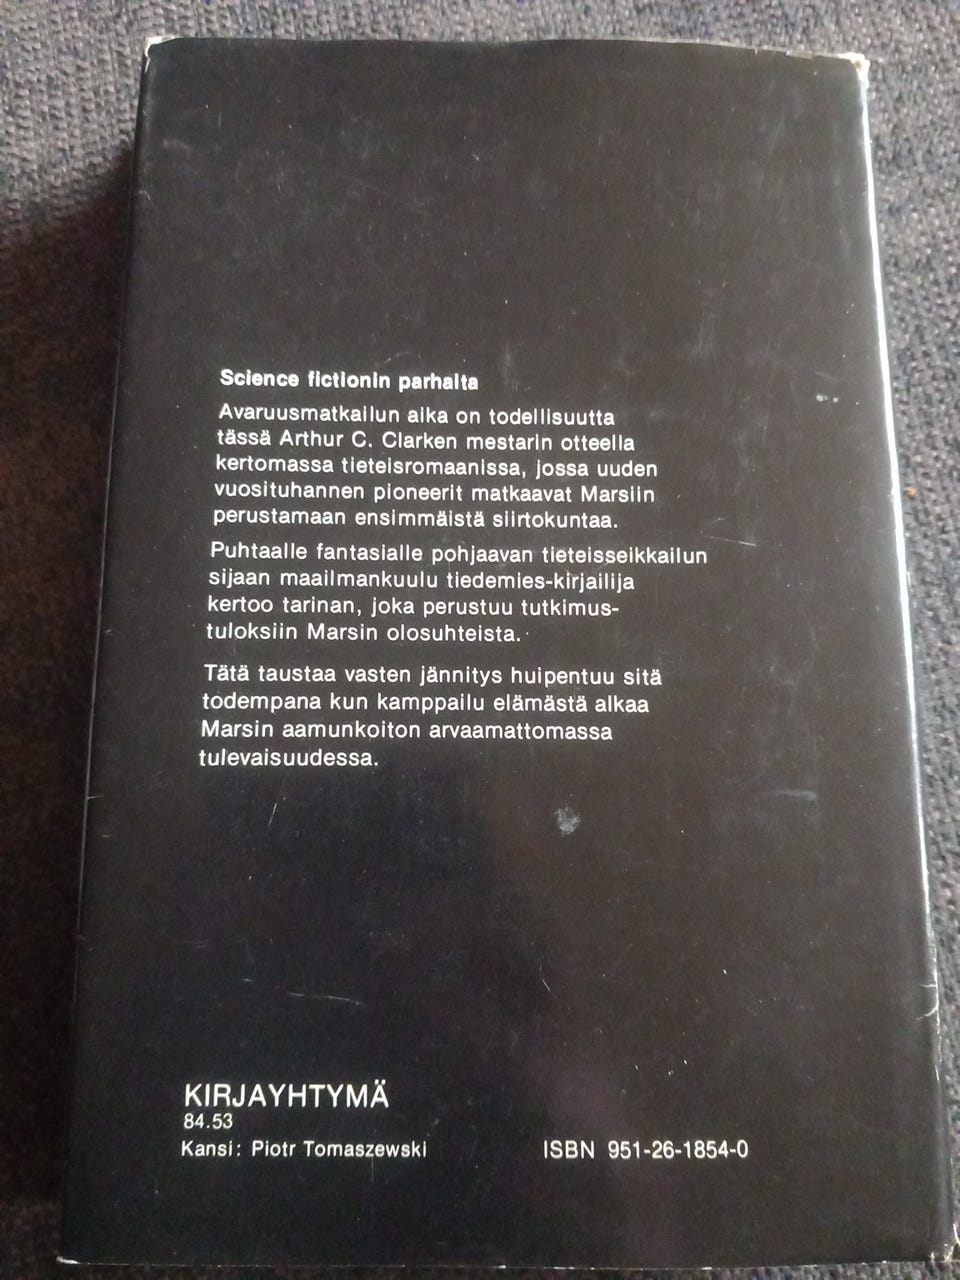 Science fictionin parhaita
Avaruusmatkailun aika on todellisuutta
tässä Arthur C. Clarken mestarin otteella
kertomassa tieteisromaanissa, jossa uuden
vuosituhannen pioneerit matkaavat Marsiin
perustamaan ensimmäistä siirtokuntaa.
Puhtaalle fantasialle pohjaavan tieteisseikkailun
sijaan maailmankuulu tiedemies-kirjailija
kertoo tarinan, joka perustuu tutkimus-
tuloksiin Marsin olosuhteista.
Tätä taustaa vasten jännitys huipentuu sitä
todempana kun kamppailu elämästä alkaa
Marsin aamunkoiton arvaamattomassa
tulevaisuudessa.
KIRJAYHTYMÄ
84.53
Kansi: Piotr Tomaszewski
ISBN 951-26-1854-0